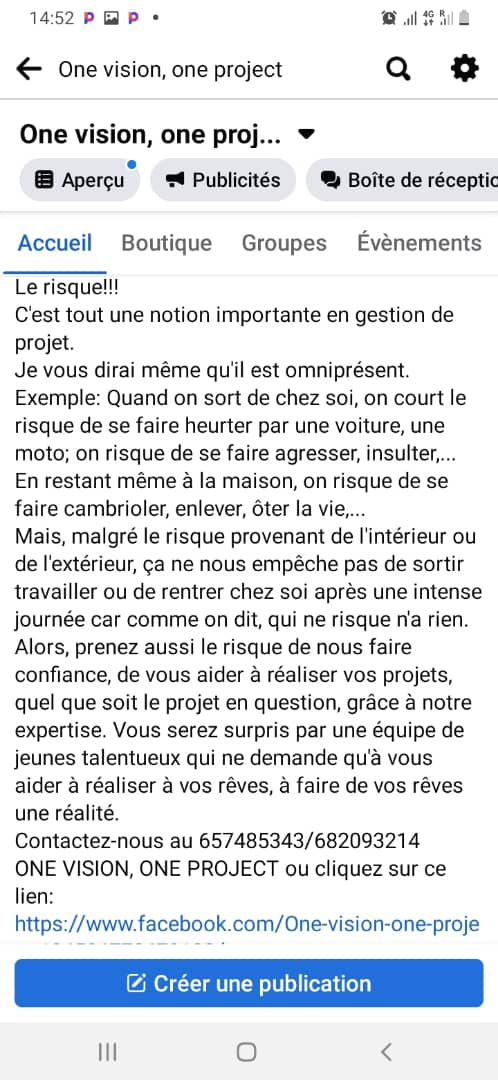 14:52
4G R
One vision, one project
One vision, one proj...
Aperçu Publicités Boîte de réceptio
Accueil Boutique Groupes Évènements
Le risque!!!
C'est tout une notion importante en gestion de
projet.
Je vous dirai même qu'il est omniprésent.
Exemple: Quand on sort de chez soi, on court le
risque de se faire heurter par une voiture, une
moto; on risque de se faire agresser, insulter,...
En restant même à la maison, on risque de se
faire cambrioler, enlever, ôter la vie,...
Mais, malgré le risque provenant de l'intérieur ou
de l'extérieur, ça ne nous empêche pas de sortir
travailler ou de rentrer chez soi après une intense
journée car comme on dit, qui ne risque n'a rien.
Alors, prenez aussi le risque de nous faire
confiance, de vous aider à réaliser vos projets,
quel que soit le projet en question, grâce à notre
expertise. Vous serez surpris par une équipe de
jeunes talentueux qui ne demande qu'à vous
aider à réaliser à vos rêves, à faire de vos rêves
une réalité.
Contactez-nous au 657485343/682093214
ONE VISION, ONE PROJECT ou cliquez sur ce
lien:
https://www.facebook.com/One-vision-one-proje
Créer une publication